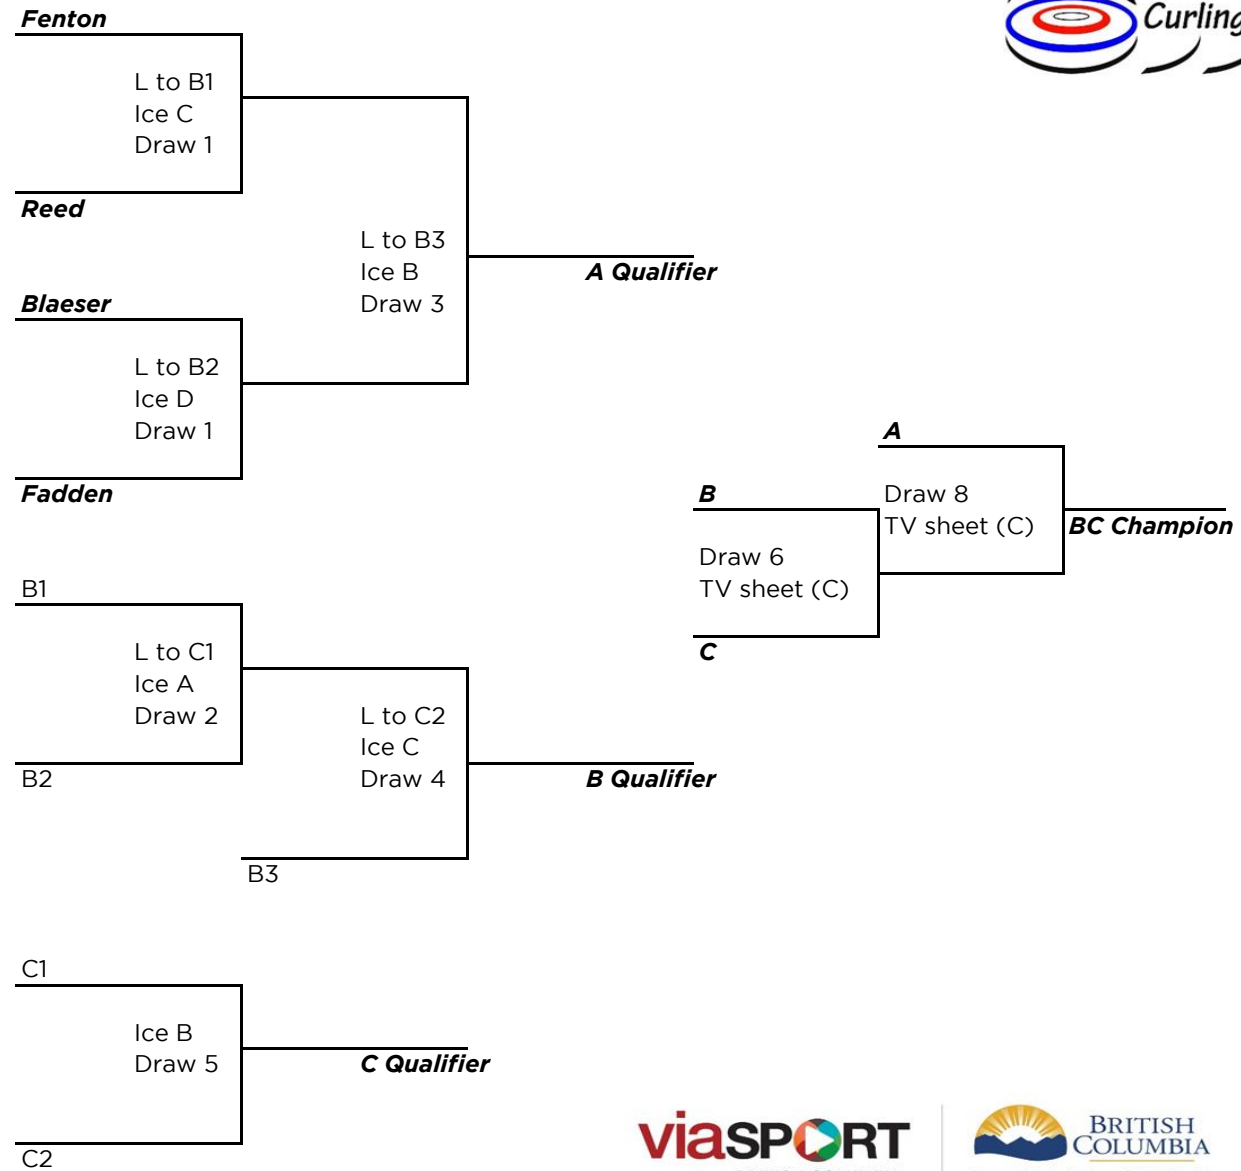 Curling
Fenton
L to B1
Ice C
Draw 1
Reed
L to B3
Ice B
Draw 3
A Qualifier
Blaeser
L to B2
Ice D
Draw 1
Fadden
A
Draw 8
TV sheet (C)
BC Champion
B
Draw 6
TV sheet (C)
C
B1
L to C1
Ice A
Draw 2
B2
L to C2
Ice C
Draw 4
B Qualifier
B3
C1
Ice B
Draw 5
C Qualifier
C2
viaSPORT
BRITISH
COLUMBIA